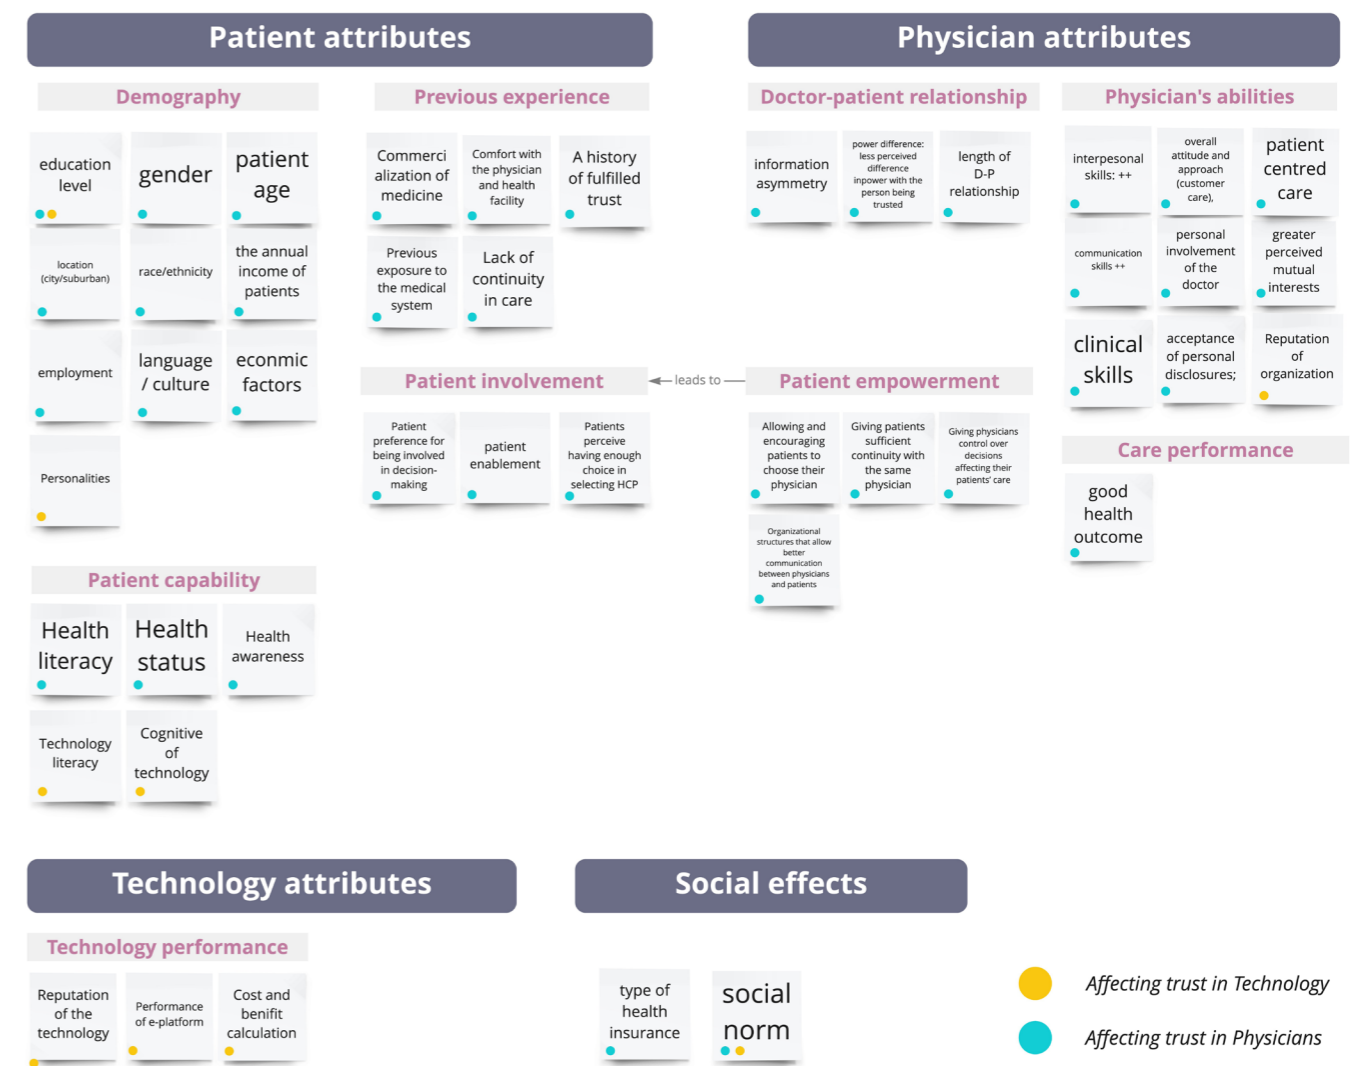 Patient attributes
Physician attributes
Demography
Previous experience
Doctor-patient relationship
Physician's abilities
education
level
gender
patient
age
location
(city/suburban)
race/ethnicity
the annual
income of
patients
employment
language
/ culture
econmic
factors
Personalities
Commerci
alization of
medicine
Comfort with
the physician
and health
facility
A history
of fulfilled
trust
Previous
exposure to
the medical
system
Lack of
continuity
in care
information
asymmetry
power difference:
less perceived
difference
inpower with the
person being
trusted
length of
D-P
relationship
interpesonal
skills: ++
overall
attitude and
approach
(customer
care),
patient
centred
care
communication
skills ++
personal
involvement
of the
doctor
greater
perceived
mutual
interests
clinical
skills
acceptance
of personal
disclosures;
Reputation
of
organization
Patient involvement
leads to
Patient empowerment
Patient
preference for
being involved
in decision-
making
patient
enablement
Patients
perceive
having enough
choice in
selecting HCP
Allowing and
encouraging
patients to
choose their
physician
Giving patients
sufficient
continuity with
the same
physician
Giving physicians
control over
decisions
affecting their
patients' care
Organizational
structures that allow
better
communication
between physicians
and patients
Care performance
good
health
outcome
Patient capability
Health
literacy
Health
status
Health
awareness
Technology
literacy
Cognitive
of
technology
Technology attributes
Social effects
Technology performance
Reputation
of the
technology
Performance
of e-platform
Cost and
benifit
calculation
type of
health
insurance
social
norm
Affecting trust in Technology
Affecting trust in Physicians